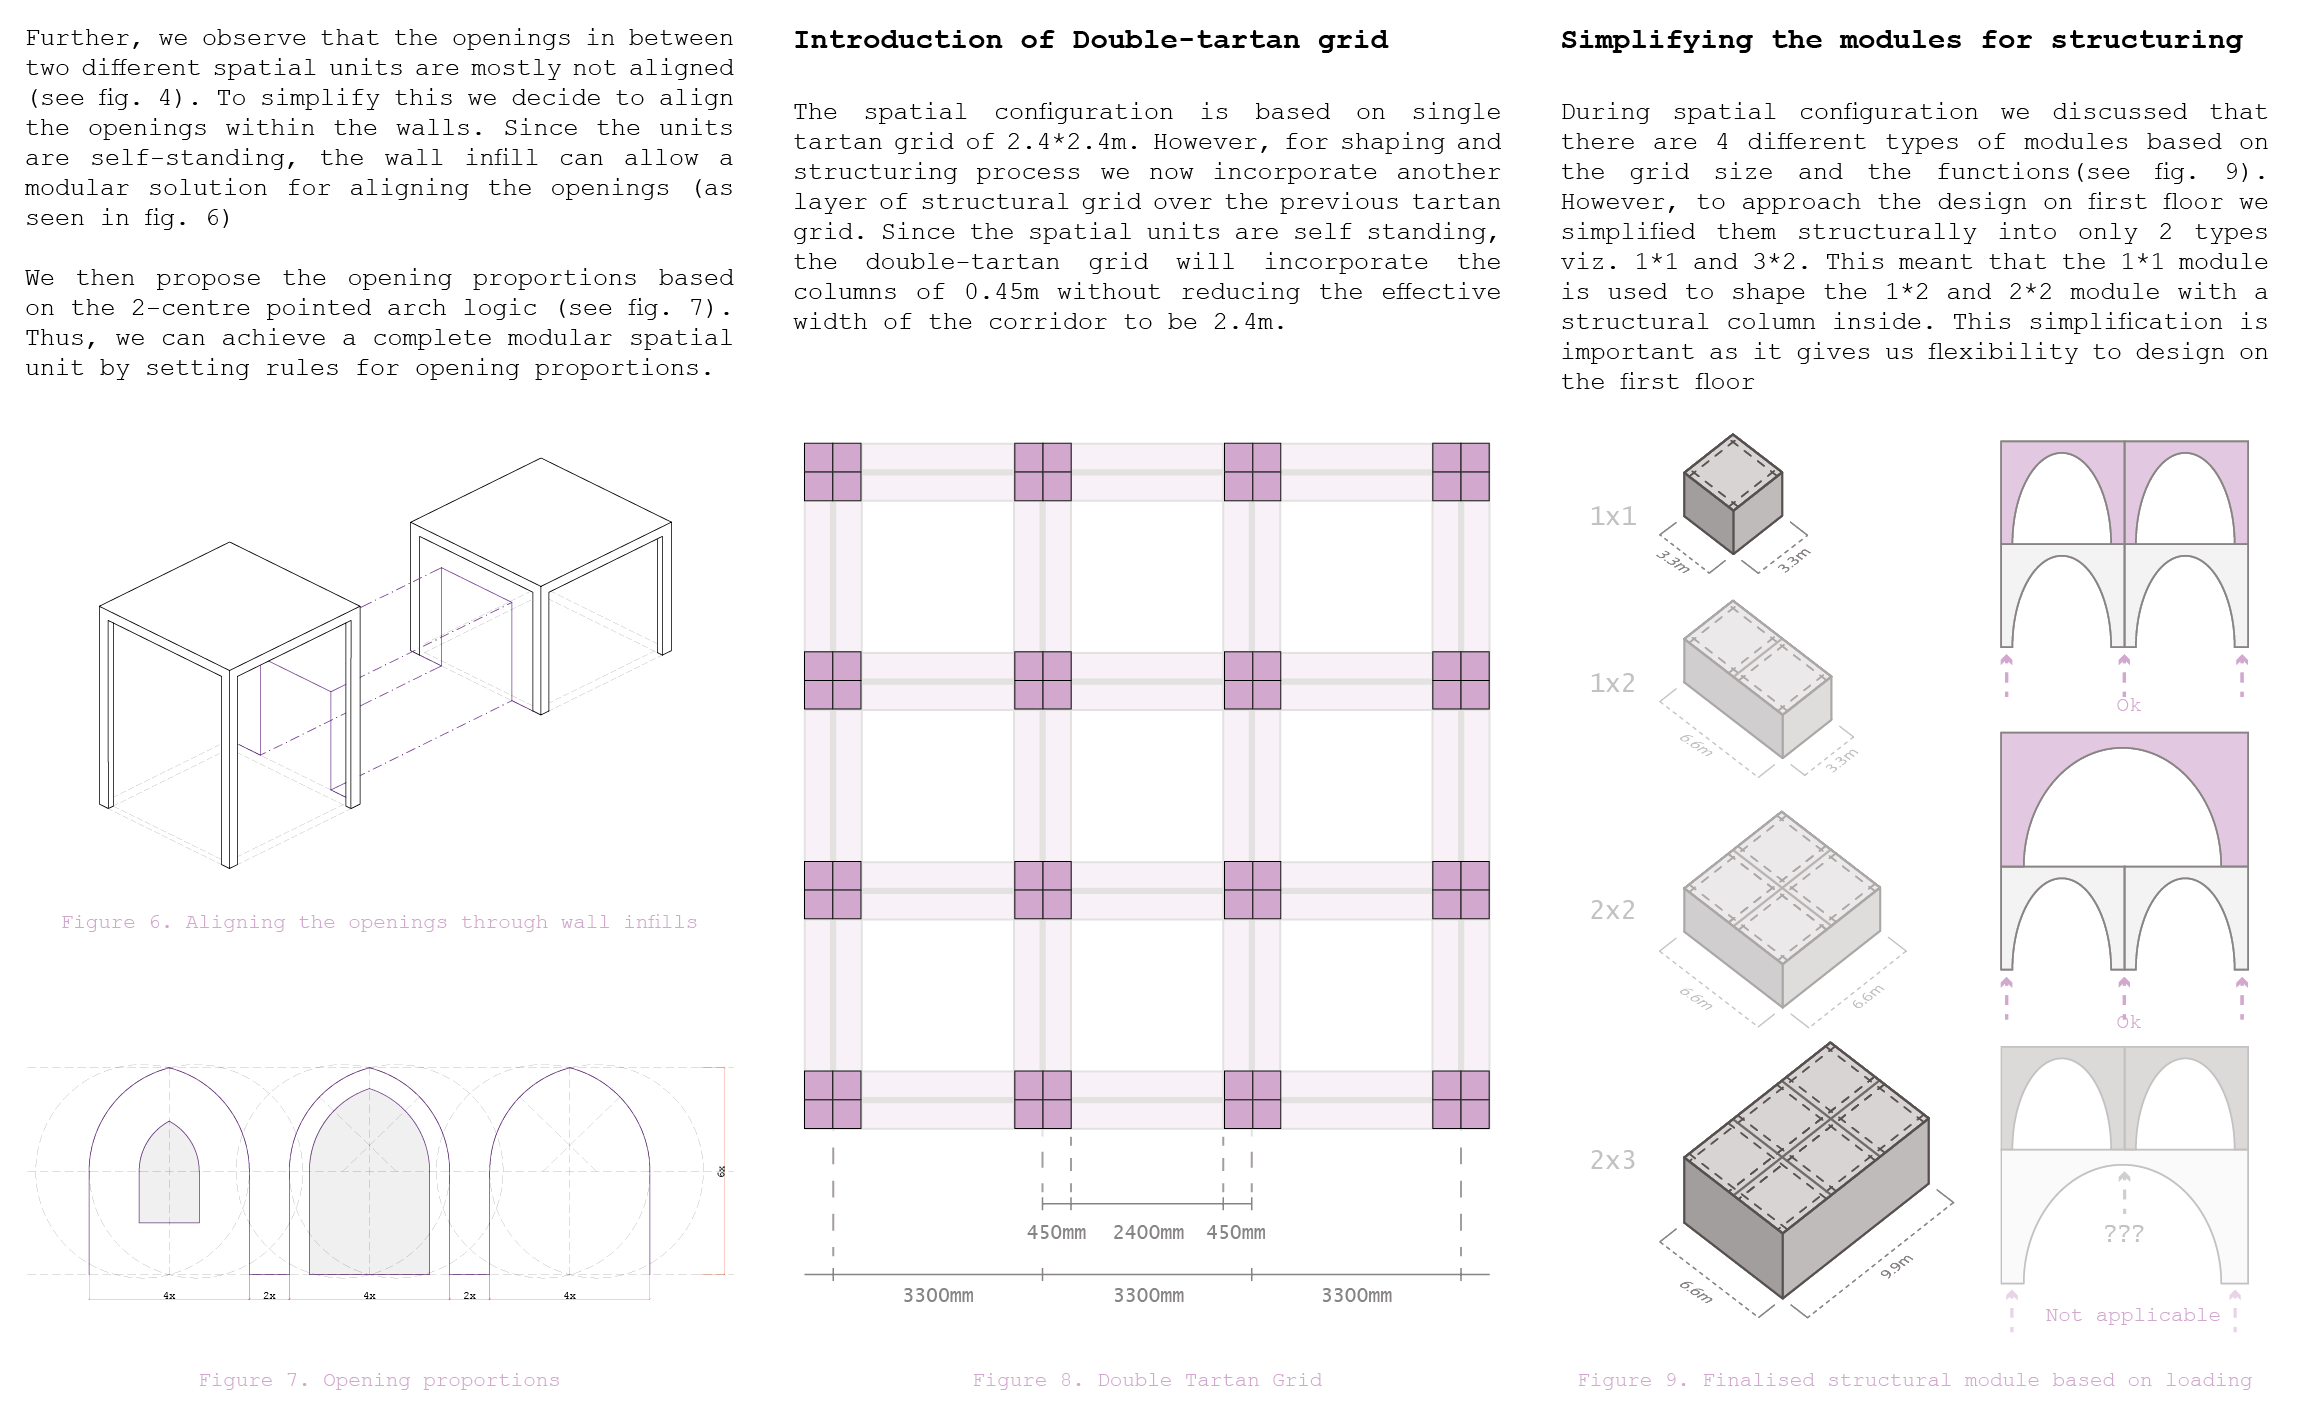 Further, we observe that the openings in between
two different spatial units are mostly not aligned
(see fig. 4). To simplify this we decide to align
the openings within the walls. Since the units
are self-standing, the wall infill can allow a
modular solution for aligning the openings (as
seen in fig. 6)
We then propose the opening proportions based
on the 2-centre pointed arch logic (see fig. 7).
Thus, we can achieve a complete modular spatial
unit by setting rules for opening proportions.
Figure 6. Aligning the openings through wall infills
6x
4x
2x
4x
2x
4x
Figure 7. Opening proportions
Introduction of Double-tartan grid
The spatial configuration is based on single
tartan grid of 2.4*2.4m. However, for shaping and
structuring process we now incorporate another
layer of structural grid over the previous tartan
grid. Since the spatial units are self standing,
the double-tartan grid will incorporate the
columns of 0.45m without reducing the effective
width of the corridor to be 2.4m.
450mm
2400mm
450mm
3300mm
3300mm
3300mm
Figure 8. Double Tartan Grid
Simplifying the modules for structuring
During spatial configuration we discussed that
there are 4 different types of modules based on
the grid size and the functions(see fig. 9).
However, to approach the design on first floor we
simplified them structurally into only 2 types
viz. 1*1 and 3*2. This meant that the 1*1 module
is used to shape the 1*2 and 2*2 module with a
structural column inside. This simplification is
important as it gives us flexibility to design on
the first floor
1x1
3.3m
3.3m
1x2
6.6m
3.3m
2x2
6.6m
6.6m
2x3
6.6m
9.9m
Ok
Ok
???
Not applicable
Figure 9. Finalised structural module based on loading